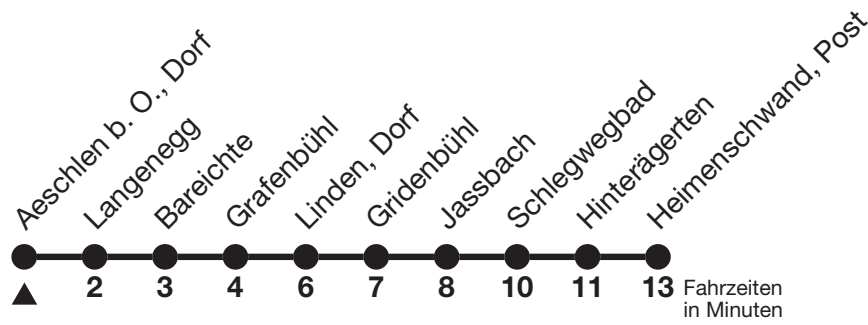 Aeschlen b. O., Dorf
Langenegg
Bareichte
Grafenbühl
Linden, Dorf
Gridenbühl
Jassbach
Schlegwegbad
Hinterägerten
Heimenschwand, Post
2 3 4 6 7 8 10 11 13 Fahrzeiten
in Minuten